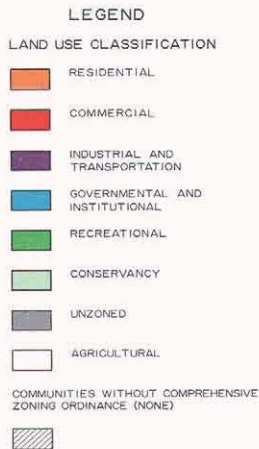 LEGEND
LAND USE CLASSIFICATION
RESIDENTIAL
COMMERCIAL
INDUSTRIAL AND
TRANSPORTATION
GOVERNMENTAL AND
INSTITUTIONAL
RECREATIONAL
CONSERVANCY
UNZONED
AGRICULTURAL
COMMUNITIES WITHOUT COMPREHENSIVE
ZONING ORDINANCE (NONE)